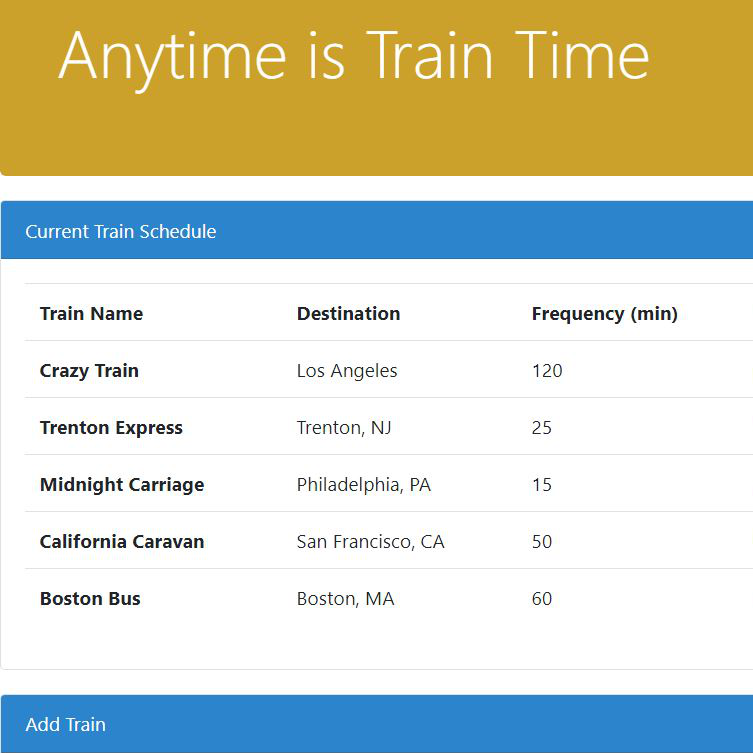 Anytime is Train Time
Current Train Schedule
Train Name Destination Frequency (min)
Crazy Train Los Angeles 120
Trenton Express Trenton, NJ 25
Midnight Carriage Philadelphia, PA 15
California Caravan San Francisco, CA 50
Boston Bus Boston, MA 60
Add Train